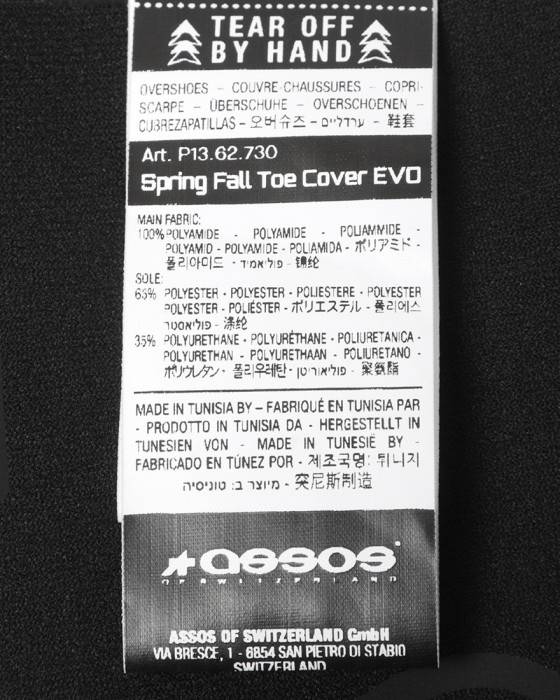 TEAR OFF
BY HAND
OVERSHOES – COUVRE-CHAUSSURES – COPRI-
SCARPE – ÜBERSCHUHE – OVERSCHOENEN –
CUBREZAPATILLAS – 오버슈즈 – ערדליים – 鞋套
Art. P13.62.730
Spring Fall Toe Cover EVO
MAIN FABRIC:
100% POLYAMIDE - POLYAMIDE - POLIAMMIDE -
POLYAMID - POLYAMIDE - POLIAMIDA - ポリアミド -
폴리아미드 - פוליאמיד - 锦纶
SOLE:
65% POLYESTER - POLYESTER - POLIESTERE - POLYESTER
POLYESTER - POLIÉSTER - ポリエステル - 폴리에스
פוליאסטר - 涤纶
35% POLYURETHANE - POLYURÉTHANE - POLIURETANICA -
POLYURETHAN - POLYURETHAAN - POLIURETANO -
ポリウレタン - 폴리우레탄 - פוליאוריטן - 聚氨酯
MADE IN TUNISIA BY – FABRIQUÉ EN TUNISIA PAR
- PRODOTTO IN TUNISIA DA - HERGESTELLT IN
TUNESIEN VON - MADE IN TUNESIË BY -
FABRICADO EN TÚNEZ POR - 제조국명: 튀니지
מיוצר ב: טוניסיה - 突尼斯制造
assos
OF SWITZERLAND
ASSOS OF SWITZERLAND GmbH
VIA BRESCE, 1 - 6854 SAN PIETRO DI STABIO
SWITZERLAND